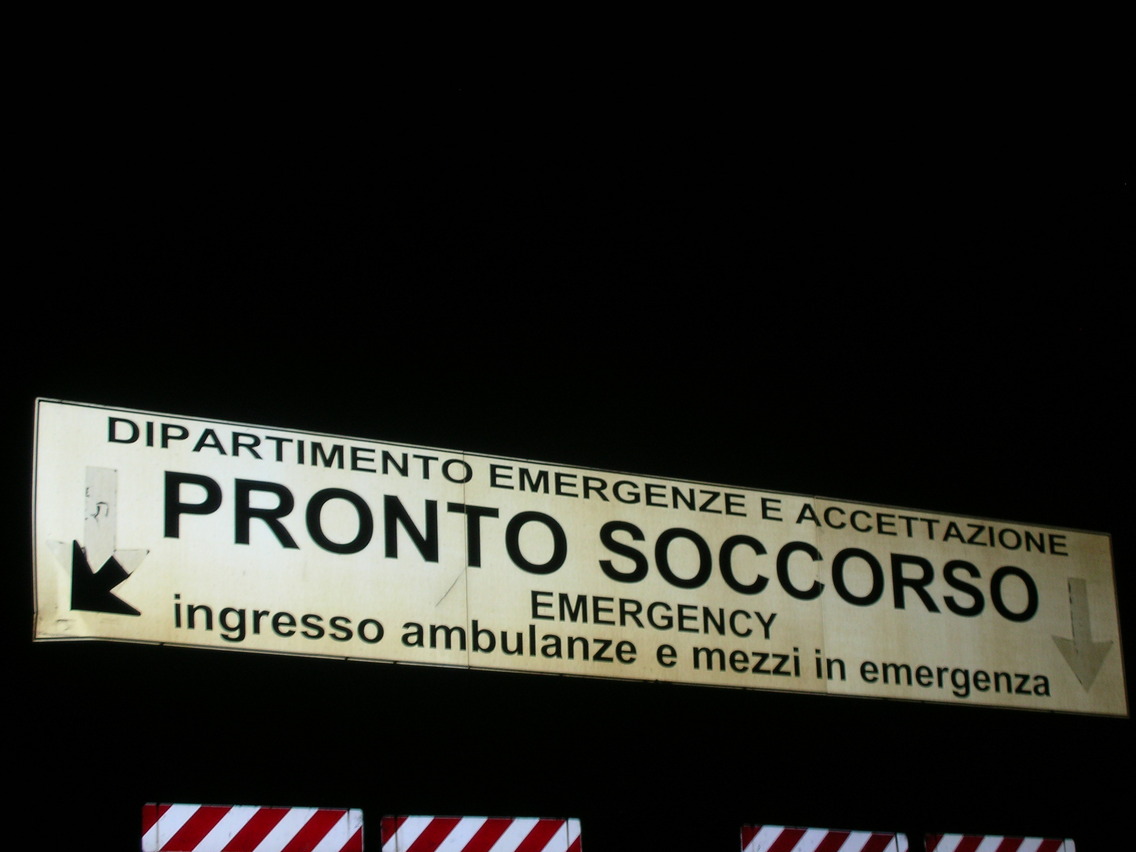 DIPARTIMENTO EMERGENZE E ACCETTAZIONE
PRONTO SOCCORSO
EMERGENCY
ingresso ambulanze e mezzi in emergenza